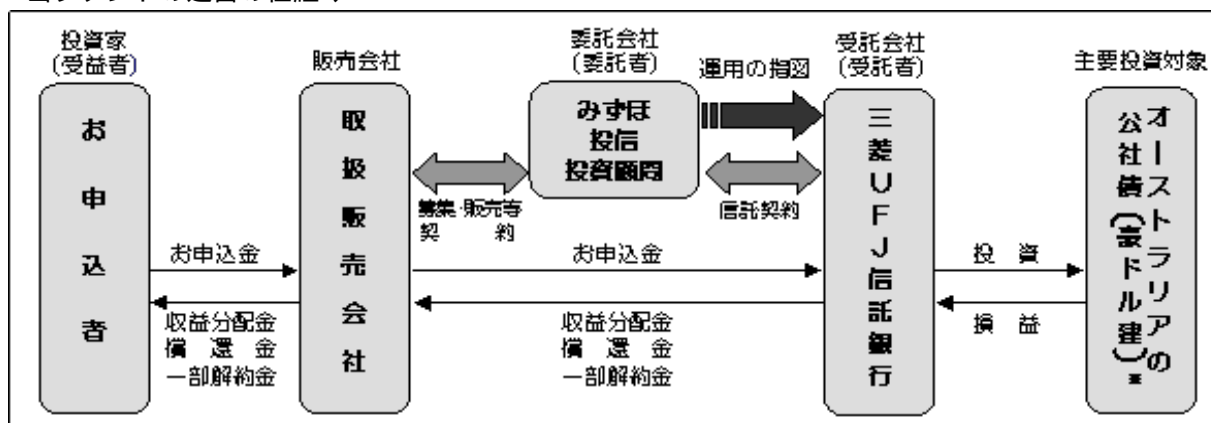 投資家
(受益者)
お申込者
販売会社
取扱販売会社
委託会社
(委託者)
みずほ
投信
投資顧問
運用の指図
受託会社
(受託者)
三菱UFJ信託銀行
主要投資対象
オーストラリアの
公社債(豪ドル建)*
募集・販売等
契約
信託契約
お申込金
お申込金
投資
収益分配金
償還金
一部解約金
収益分配金
償還金
一部解約金
損益